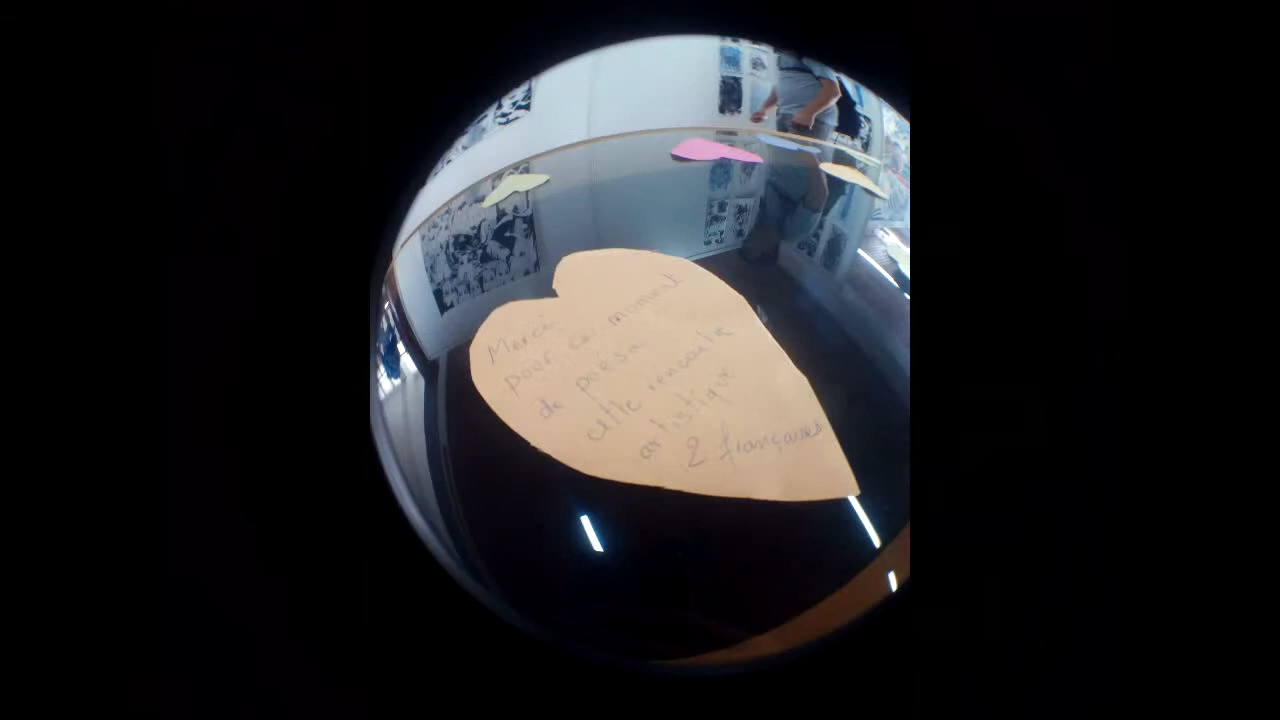 Merci
pour ce moment
de poésie
cette rencontre
artistique
2 françaises